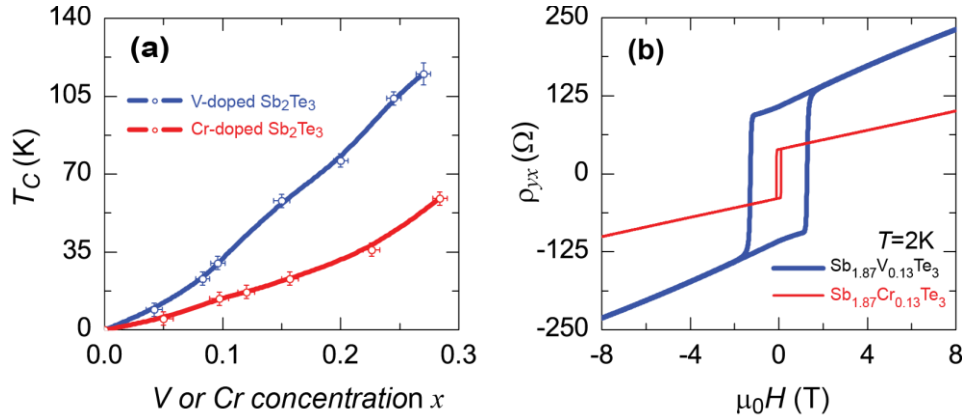 140
105
70
35
0
T_C (K)
(a)
V-doped Sb₂Te₃
Cr-doped Sb₂Te₃
0.0 0.1 0.2 0.3
V or Cr concentration x
250
125
0
-125
-250
ρyx (Ω)
(b)
T=2K
Sb₁.₈₇V₀.₁₃Te₃
Sb₁.₈₇Cr₀.₁₃Te₃
-8 -4 0 4 8
μ₀H (T)